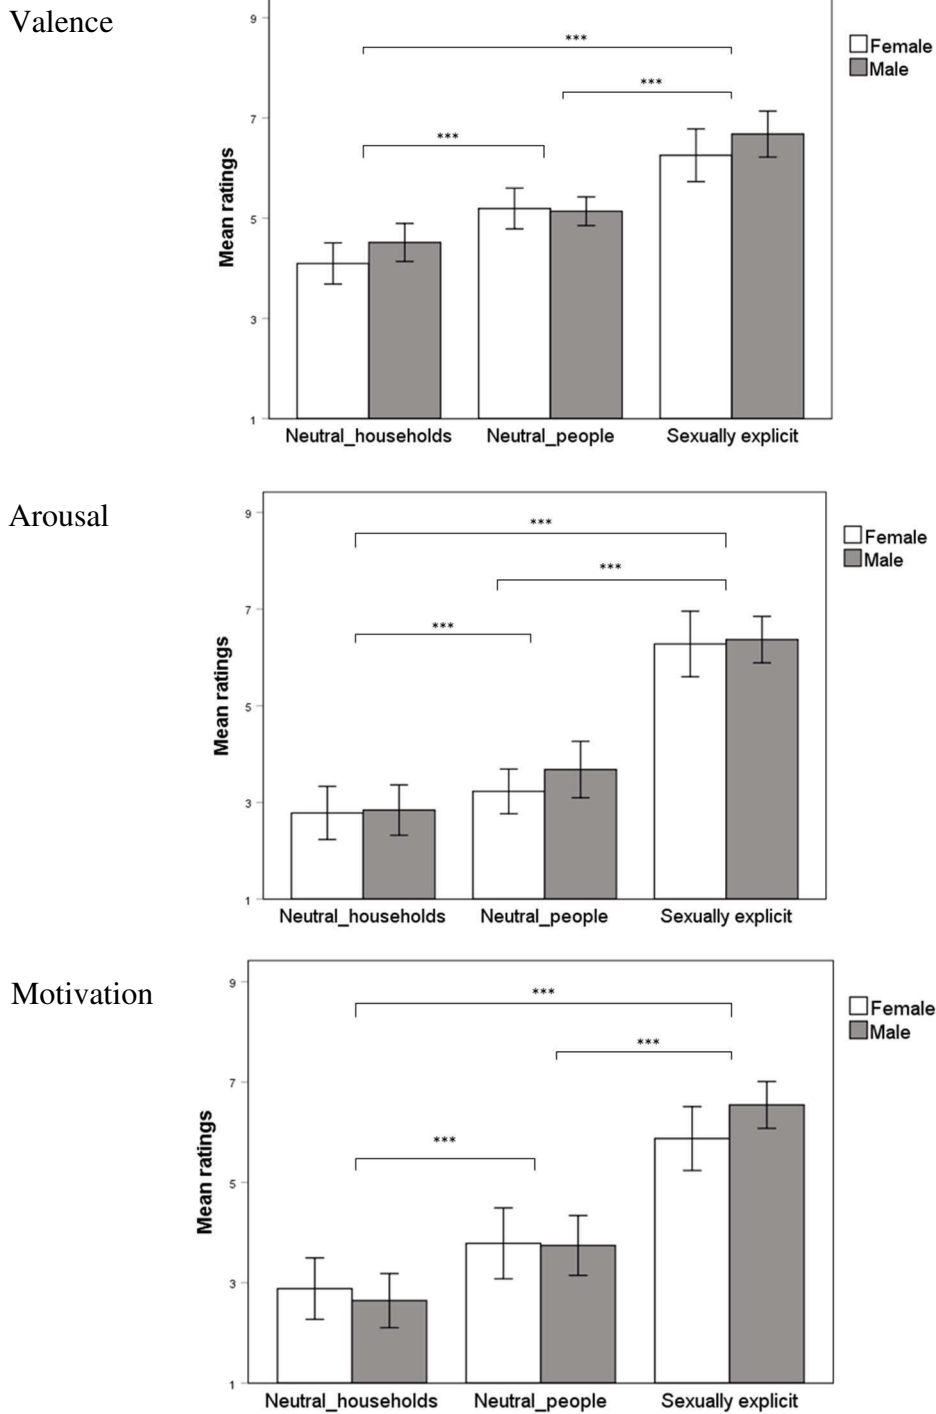 Valence
9
***
Female
Male
***
7
***
Mean ratings
5
3
1
Neutral_households Neutral_people Sexually explicit
Arousal
9
***
Female
Male
***
7
***
Mean ratings
5
3
1
Neutral_households Neutral_people Sexually explicit
Motivation
9
***
Female
Male
***
7
***
Mean ratings
5
3
1
Neutral_households Neutral_people Sexually explicit